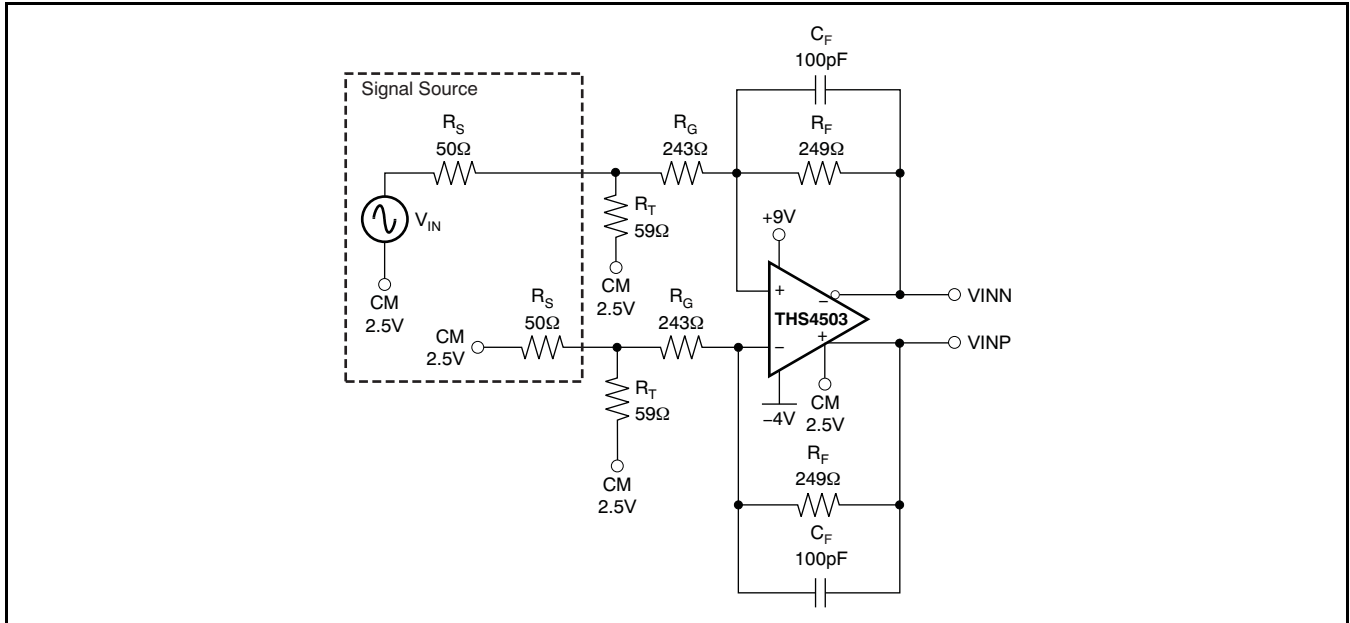 C_F
100pF
Signal Source
R_S
50Ω
R_G
243Ω
R_F
249Ω
V_IN
R_T
59Ω
+9V
CM
2.5V
CM
2.5V
+
−
THS4503
VINN
R_S
50Ω
R_G
243Ω
CM
2.5V
−
+
VINP
R_T
59Ω
−4V
CM
2.5V
CM
2.5V
R_F
249Ω
C_F
100pF